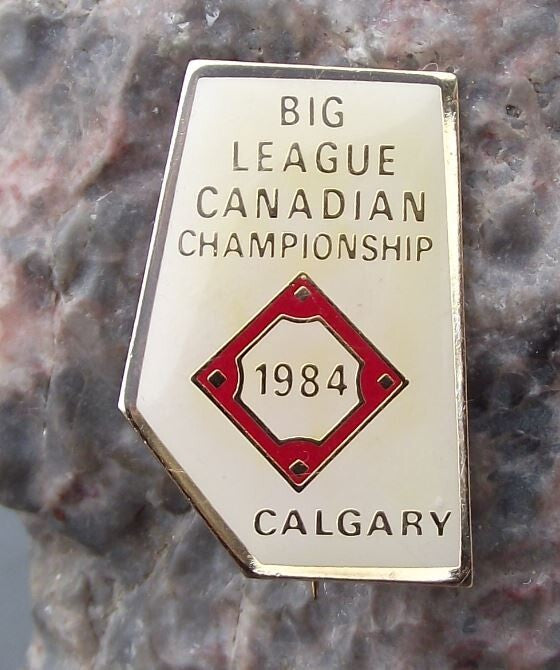 BIG
LEAGUE
CANADIAN
CHAMPIONSHIP
1984
CALGARY